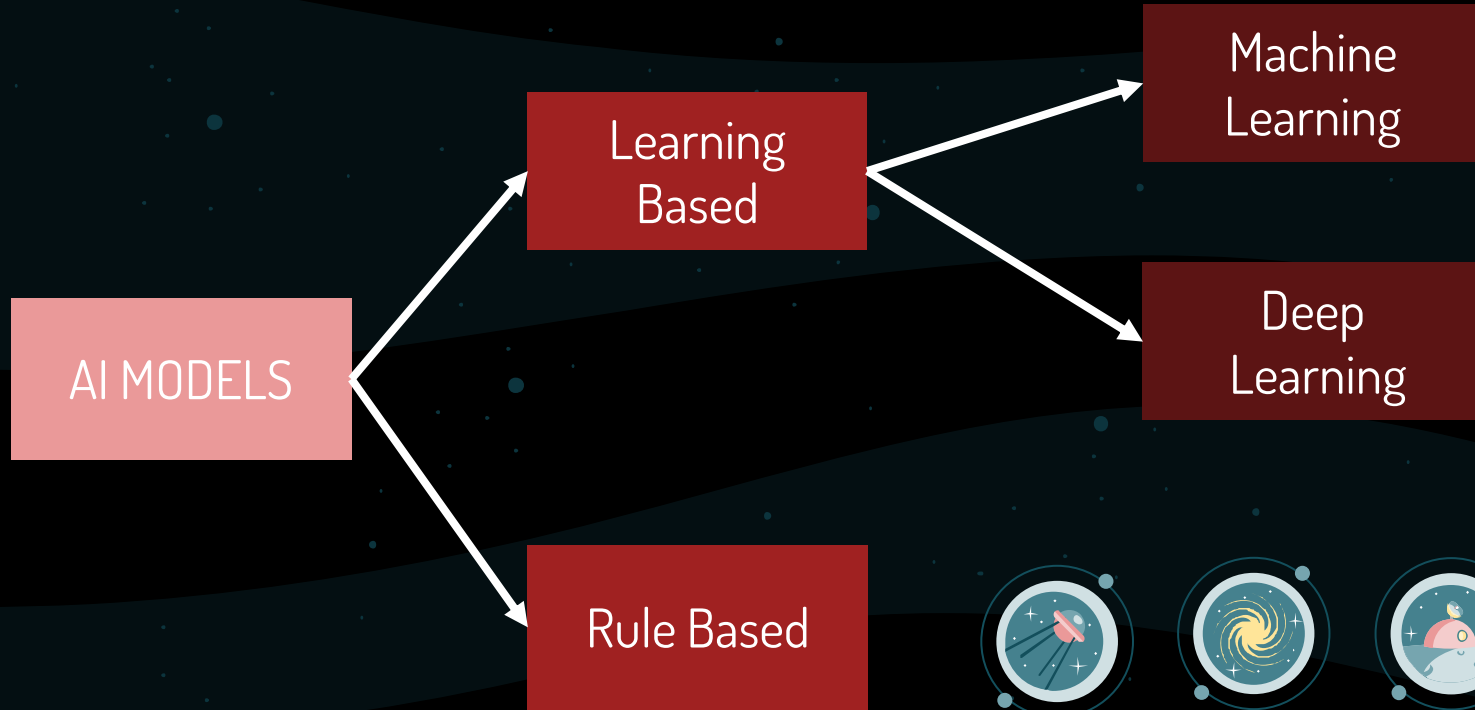 AI MODELS
Learning
Based
Rule Based
Machine
Learning
Deep
Learning